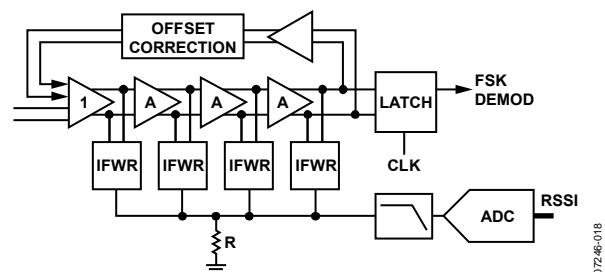 OFFSET
CORRECTION
1
A
A
A
LATCH
FSK
DEMOD
IFWR
IFWR
IFWR
IFWR
CLK
R
ADC
RSSI
07246-018